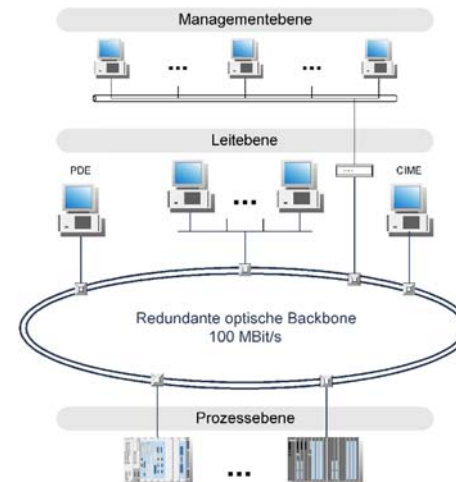 Managementebene
Leitebene
PDE
CIME
Redundante optische Backbone
100 MBit/s
Prozessebene